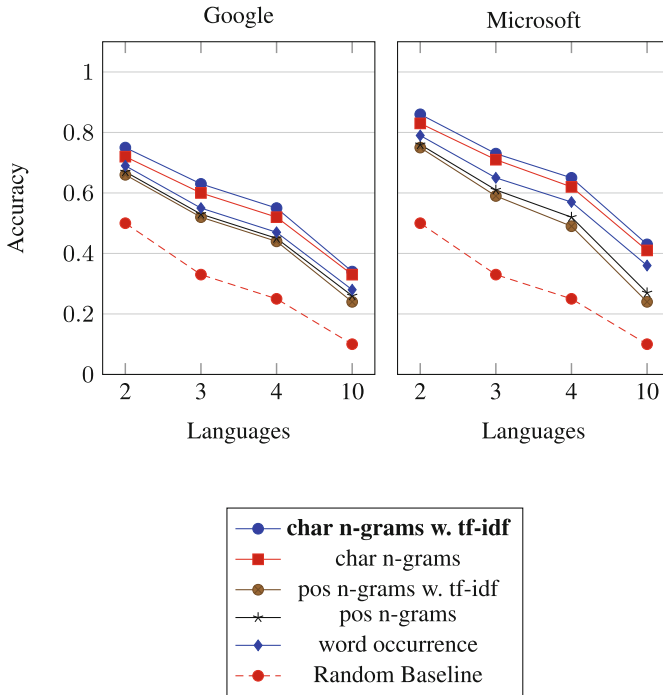 Google
Microsoft
Accuracy
1
0.8
0.6
0.4
0.2
0
2 3 4 10
2 3 4 10
Languages
Languages
char n-grams w. tf-idf
char n-grams
pos n-grams w. tf-idf
pos n-grams
word occurrence
Random Baseline